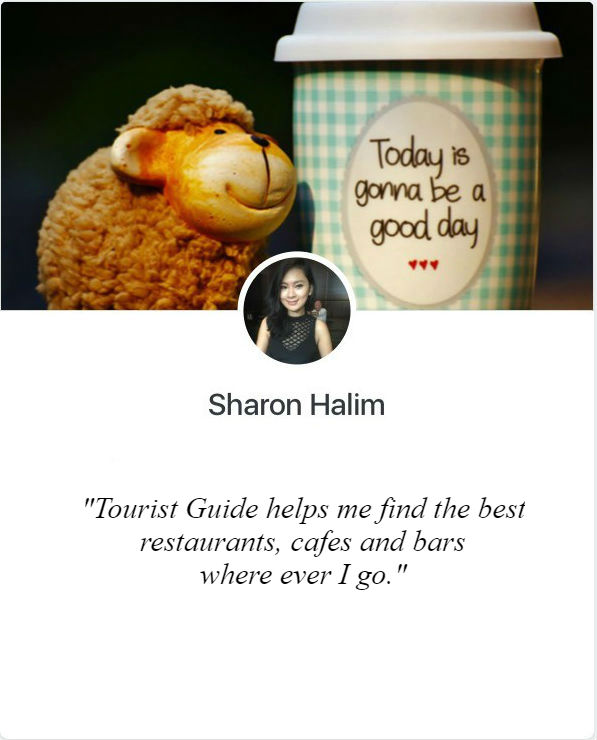 Today is
gonna be a
good day
Sharon Halim
"Tourist Guide helps me find the best
restaurants, cafes and bars
where ever I go."